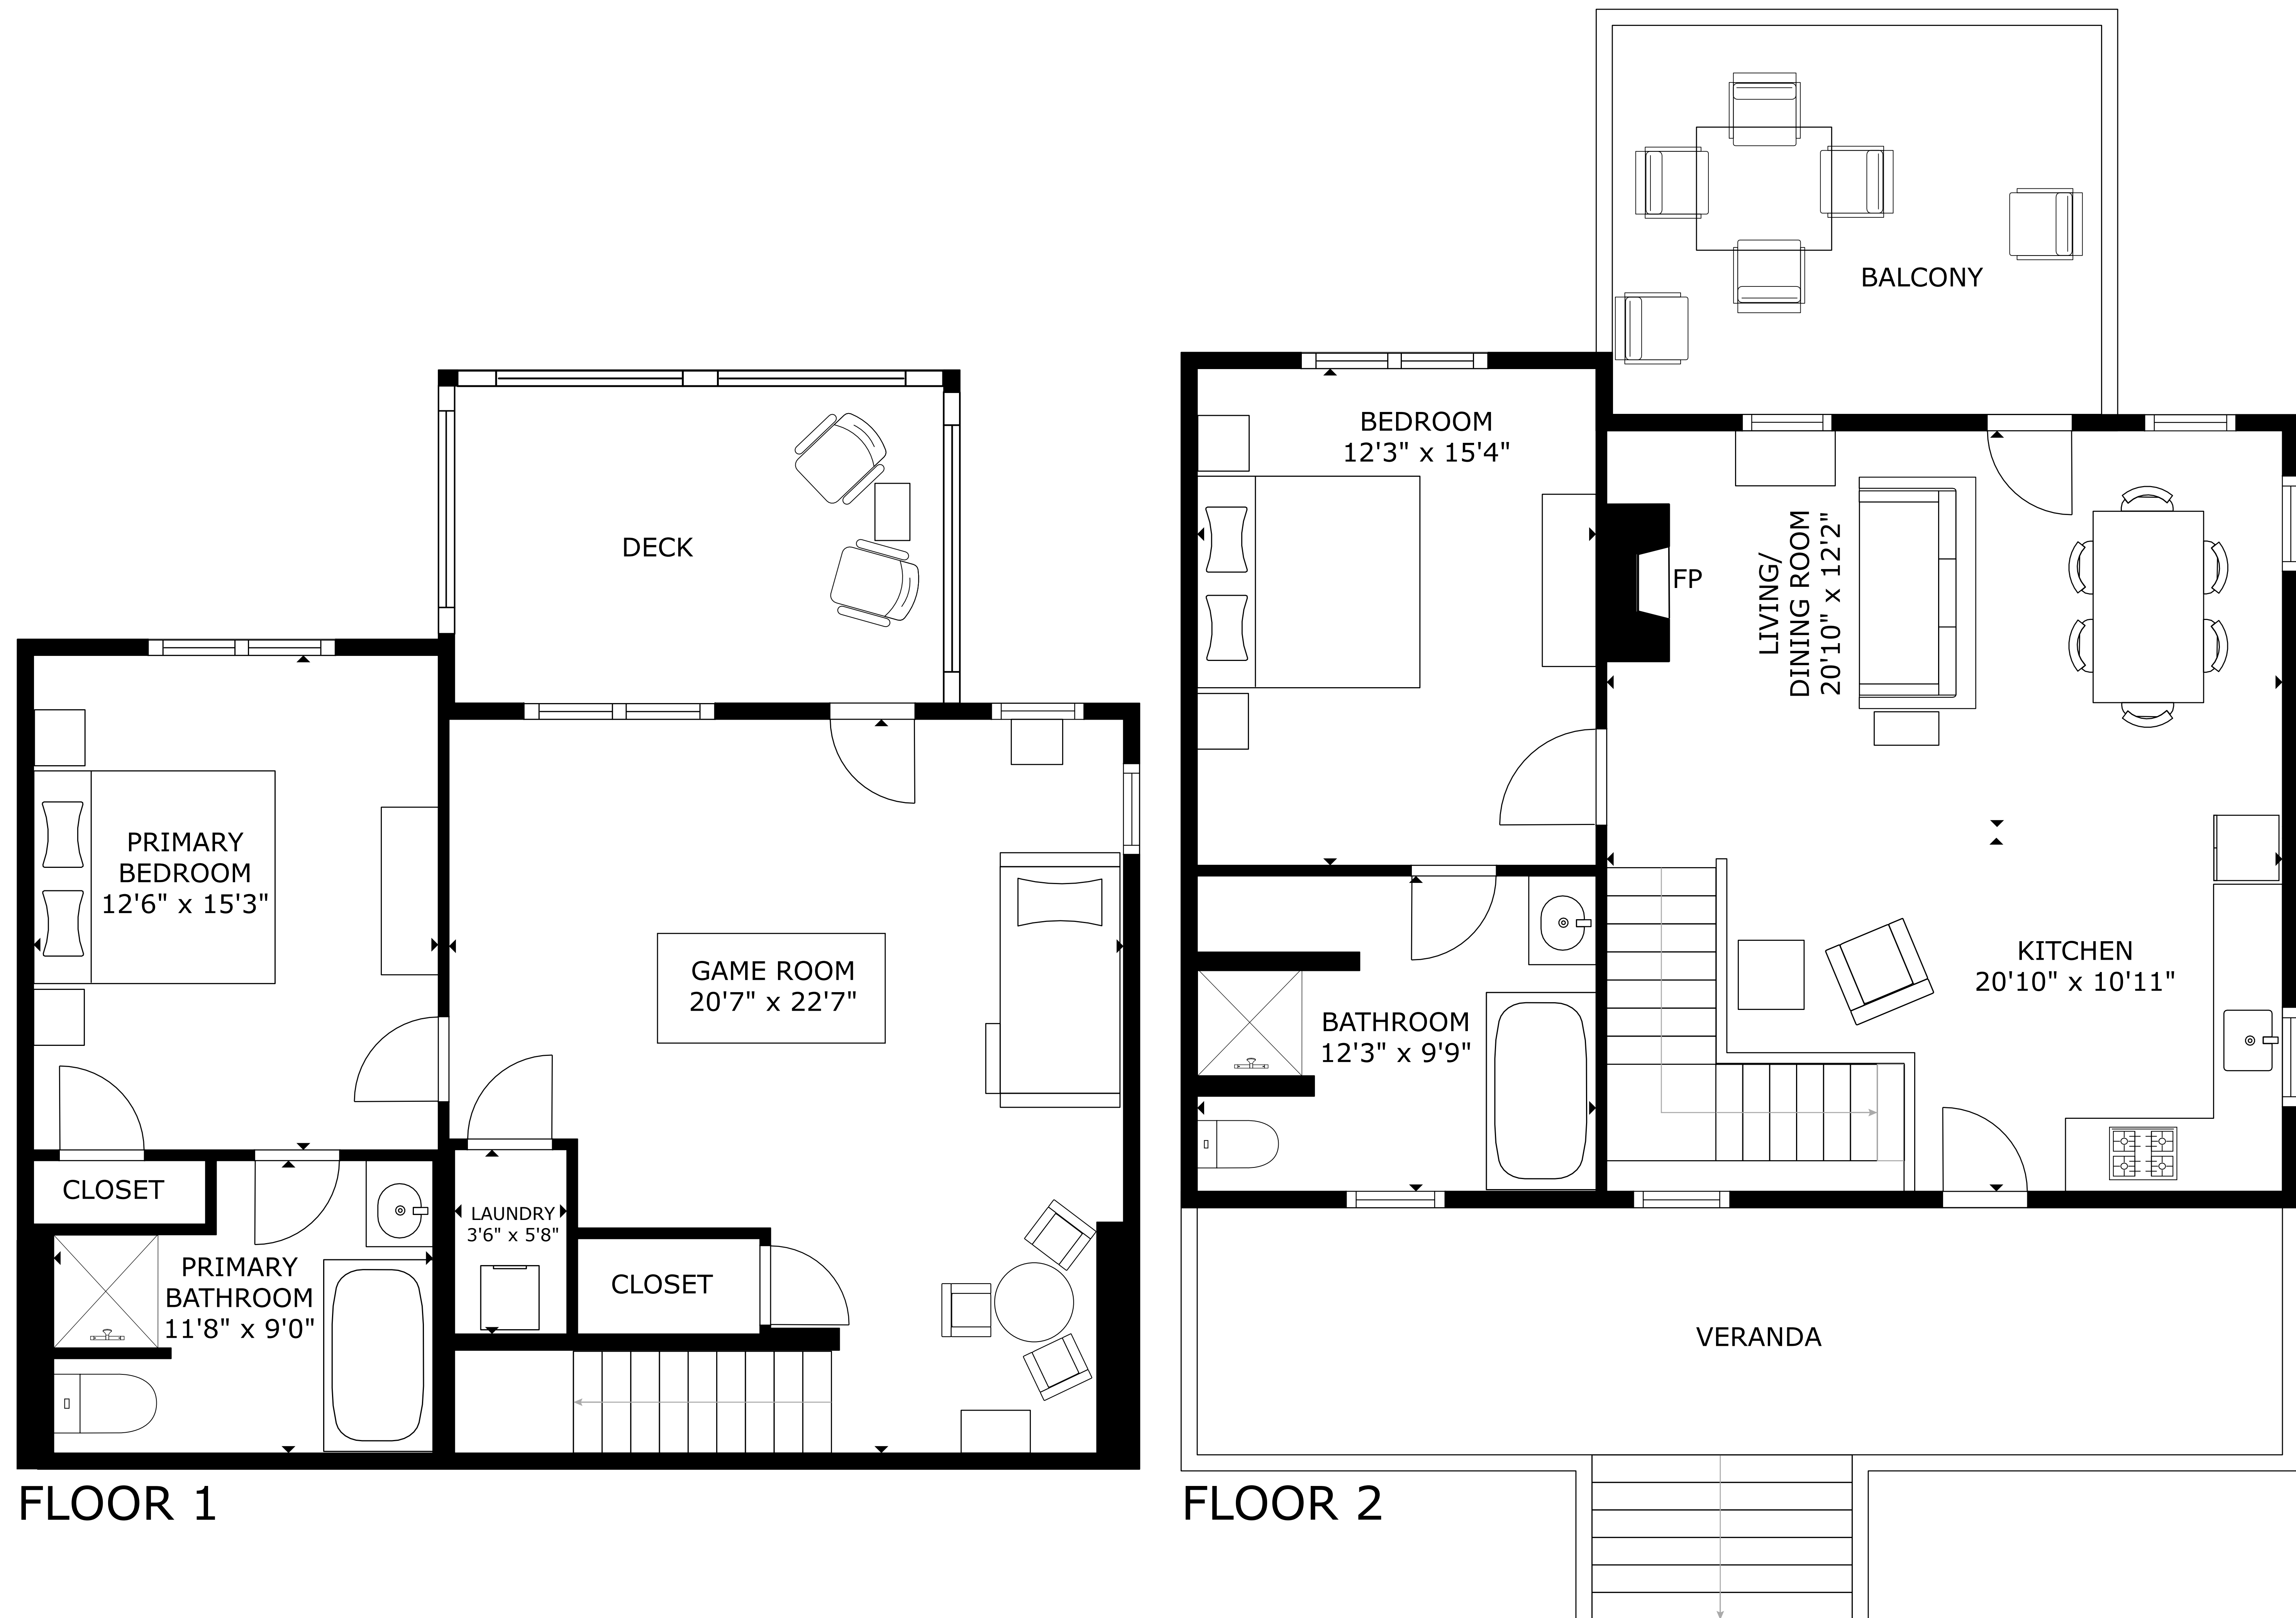 DECK
PRIMARY
BEDROOM
12'6" x 15'3"
GAME ROOM
20'7" x 22'7"
CLOSET
LAUNDRY
3'6" x 5'8"
PRIMARY
BATHROOM
11'8" x 9'0"
CLOSET
FLOOR 1
BALCONY
BEDROOM
12'3" x 15'4"
FP
LIVING/
DINING ROOM
20'10" x 12'2"
KITCHEN
20'10" x 10'11"
BATHROOM
12'3" x 9'9"
VERANDA
FLOOR 2